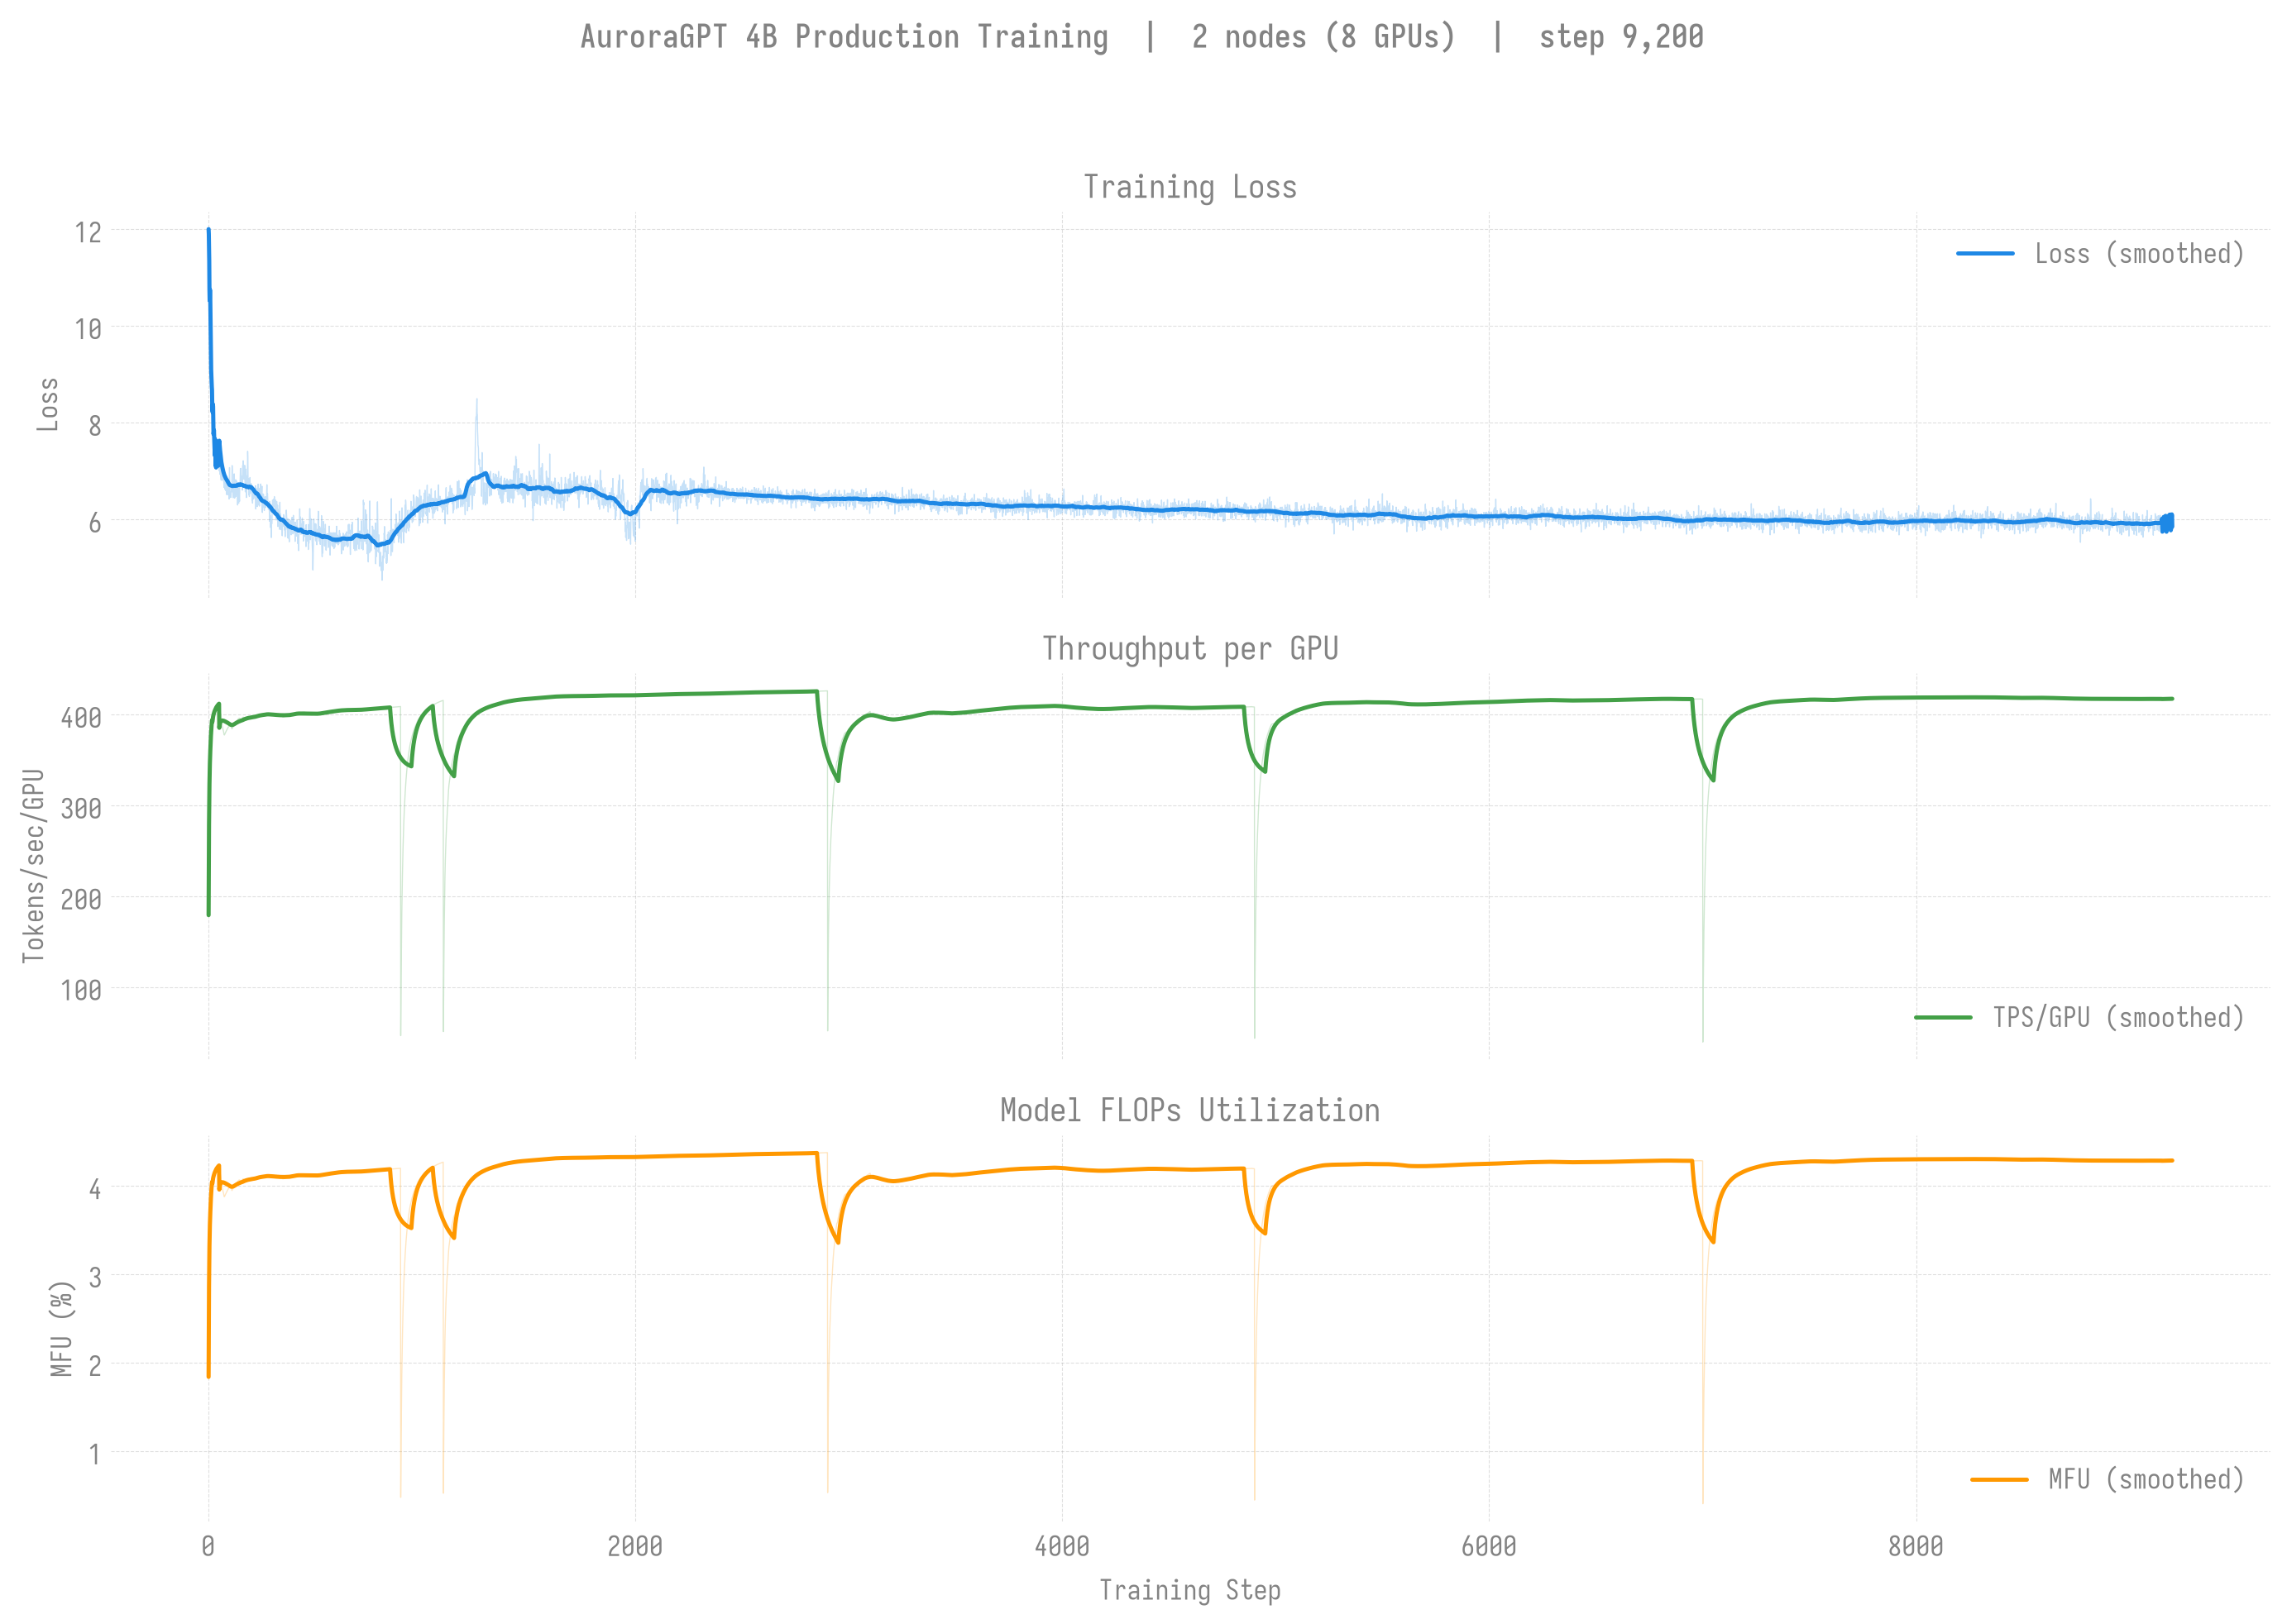 AuroraGPT 4B Production Training | 2 nodes (8 GPUs) | step 9,200
Training Loss
12
10
8
6
Loss
Loss (smoothed)
Throughput per GPU
400
300
200
100
Tokens/sec/GPU
TPS/GPU (smoothed)
Model FLOPs Utilization
4
3
2
1
MFU (%)
MFU (smoothed)
0 2000 4000 6000 8000
Training Step